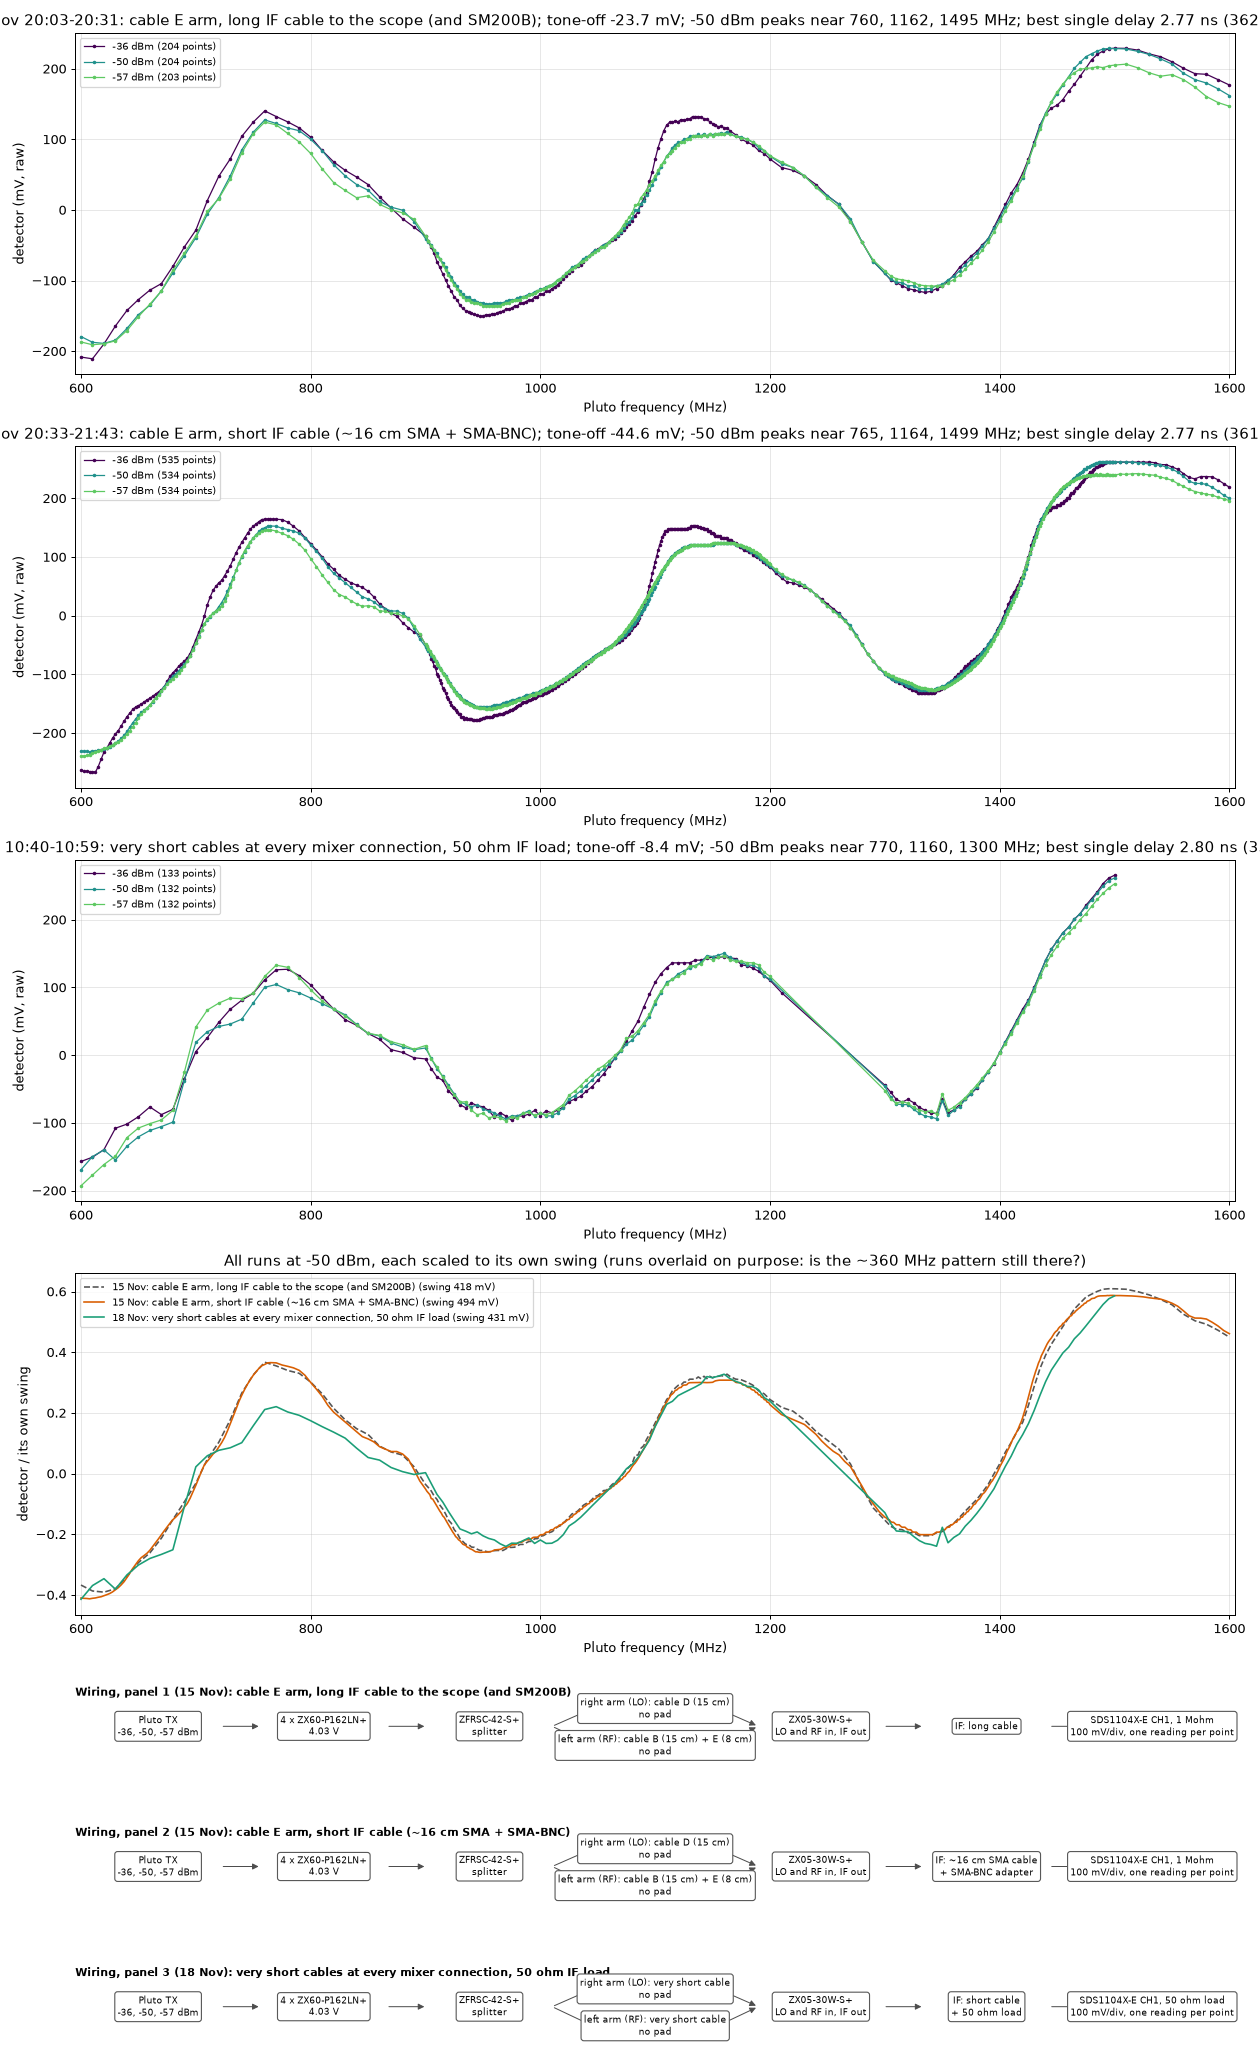 ov 20:03-20:31: cable E arm, long IF cable to the scope (and SM200B); tone-off -23.7 mV; -50 dBm peaks near 760, 1162, 1495 MHz; best single delay 2.77 ns (362
-36 dBm (204 points)
-50 dBm (204 points)
-57 dBm (203 points)
200
100
0
−100
−200
detector (mV, raw)
600 800 1000 1200 1400 1600
Pluto frequency (MHz)
ov 20:33-21:43: cable E arm, short IF cable (~16 cm SMA + SMA-BNC); tone-off -44.6 mV; -50 dBm peaks near 765, 1164, 1499 MHz; best single delay 2.77 ns (361
-36 dBm (535 points)
-50 dBm (534 points)
-57 dBm (534 points)
200
100
0
−100
−200
detector (mV, raw)
600 800 1000 1200 1400 1600
Pluto frequency (MHz)
10:40-10:59: very short cables at every mixer connection, 50 ohm IF load; tone-off -8.4 mV; -50 dBm peaks near 770, 1160, 1300 MHz; best single delay 2.80 ns (3
-36 dBm (133 points)
-50 dBm (132 points)
-57 dBm (132 points)
200
100
0
−100
−200
detector (mV, raw)
600 800 1000 1200 1400 1600
Pluto frequency (MHz)
All runs at -50 dBm, each scaled to its own swing (runs overlaid on purpose: is the ~360 MHz pattern still there?)
15 Nov: cable E arm, long IF cable to the scope (and SM200B) (swing 418 mV)
15 Nov: cable E arm, short IF cable (~16 cm SMA + SMA-BNC) (swing 494 mV)
18 Nov: very short cables at every mixer connection, 50 ohm IF load (swing 431 mV)
0.6
0.4
0.2
0.0
−0.2
−0.4
detector / its own swing
600 800 1000 1200 1400 1600
Pluto frequency (MHz)
Wiring, panel 1 (15 Nov): cable E arm, long IF cable to the scope (and SM200B)
Pluto TX
-36, -50, -57 dBm
4 x ZX60-P162LN+
4.03 V
ZFRSC-42-S+
splitter
right arm (LO): cable D (15 cm)
no pad
left arm (RF): cable B (15 cm) + E (8 cm)
no pad
ZX05-30W-S+
LO and RF in, IF out
IF: long cable
SDS1104X-E CH1, 1 Mohm
100 mV/div, one reading per point
Wiring, panel 2 (15 Nov): cable E arm, short IF cable (~16 cm SMA + SMA-BNC)
Pluto TX
-36, -50, -57 dBm
4 x ZX60-P162LN+
4.03 V
ZFRSC-42-S+
splitter
right arm (LO): cable D (15 cm)
no pad
left arm (RF): cable B (15 cm) + E (8 cm)
no pad
ZX05-30W-S+
LO and RF in, IF out
IF: ~16 cm SMA cable
+ SMA-BNC adapter
SDS1104X-E CH1, 1 Mohm
100 mV/div, one reading per point
Wiring, panel 3 (18 Nov): very short cables at every mixer connection, 50 ohm IF load
Pluto TX
-36, -50, -57 dBm
4 x ZX60-P162LN+
4.03 V
ZFRSC-42-S+
splitter
right arm (LO): very short cable
no pad
left arm (RF): very short cable
no pad
ZX05-30W-S+
LO and RF in, IF out
IF: short cable
+ 50 ohm load
SDS1104X-E CH1, 50 ohm load
100 mV/div, one reading per point